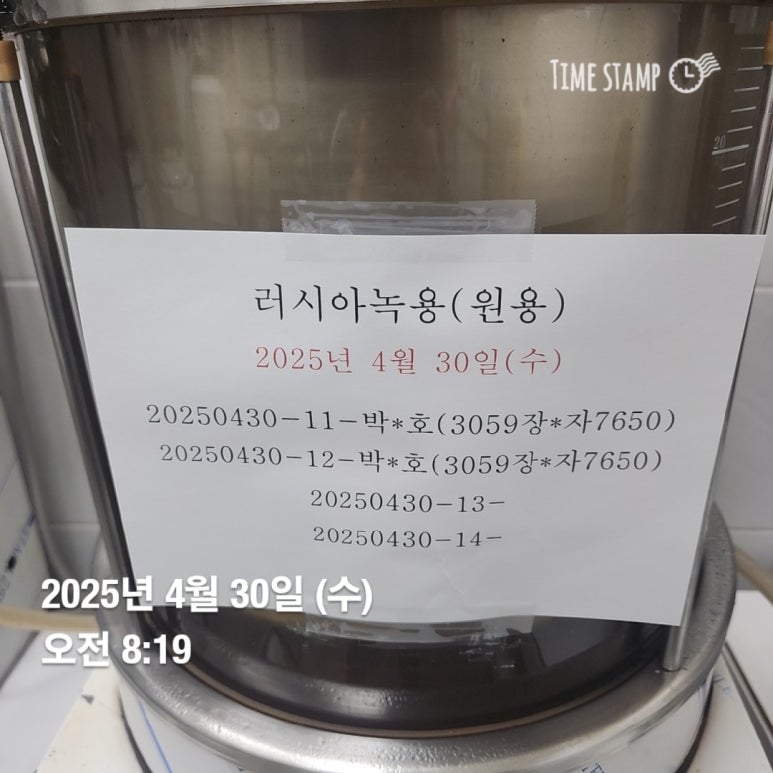 TIME STAMP
20
러시아녹용(원용)
2025년 4월 30일(수)
20250430-11-박*호(3059장*자7650)
20250430-12-박*호(3059장*자7650)
20250430-13-
20250430-14-
2025년 4월 30일 (수)
오전 8:19